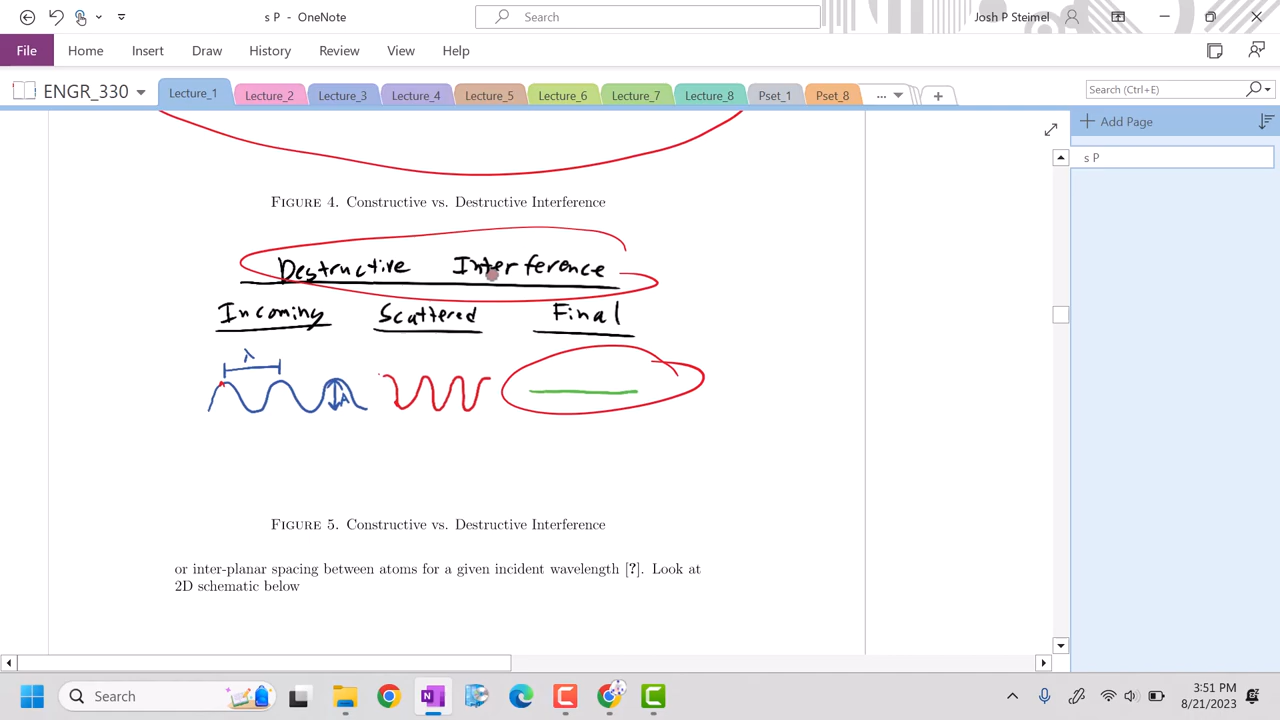 s P - OneNote
Search
Josh P Steimel
File Home Insert Draw History Review View Help
ENGR_330
Lecture_1 Lecture_2 Lecture_3 Lecture_4 Lecture_5 Lecture_6 Lecture_7 Lecture_8 Pset_1 Pset_8 ...
Search (Ctrl+E)
Add Page
s P
FIGURE 4. Constructive vs. Destructive Interference
Destructive Interference
Incoming Scattered Final
λ
A
FIGURE 5. Constructive vs. Destructive Interference
or inter-planar spacing between atoms for a given incident wavelength [?]. Look at
2D schematic below
Search
3:51 PM
8/21/2023